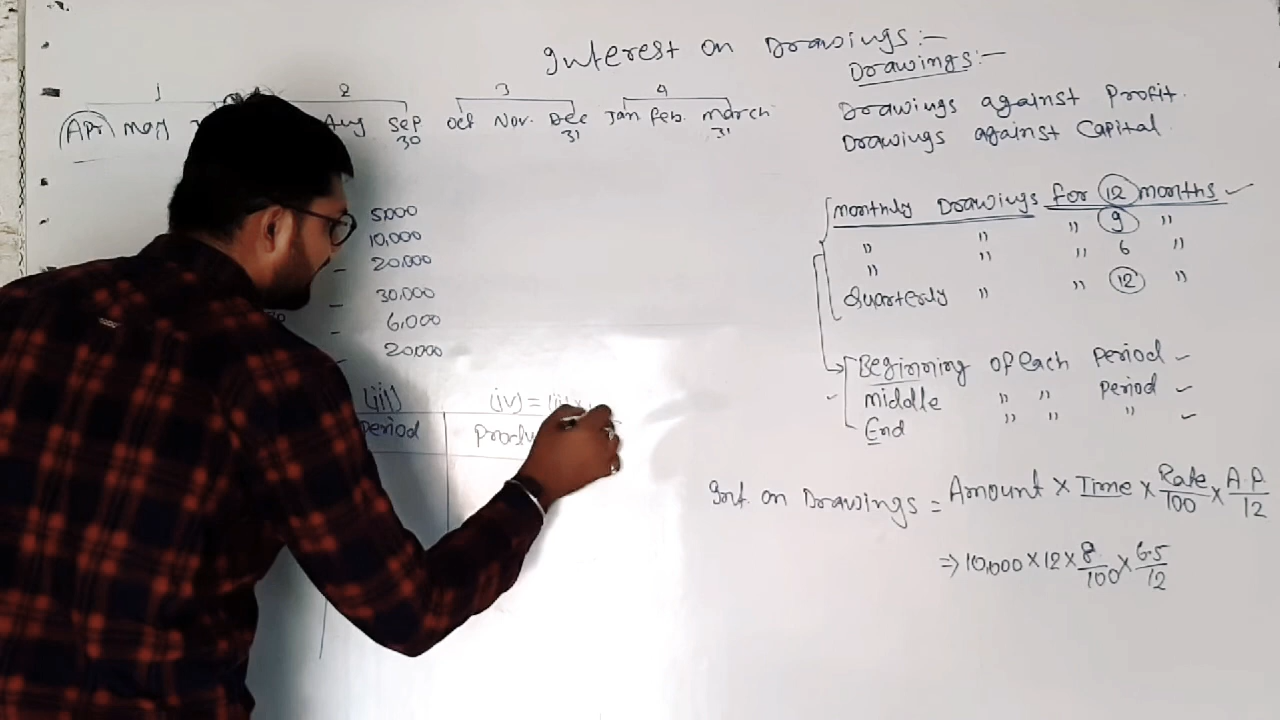 Interest on Drawings:-
Drawings:-
1 2 3 4
Apr May Aug Sep Oct Nov. Dec Jan Feb. March
30 31 31
Drawings against Profit.
Drawings against Capital
Monthly Drawings for 12 months ✓
" " " 9 "
" " " 6 "
Quarterly " " 12 "
Beginning of each Period ✓
Middle " " Period ✓
End " " " ✓
Int. on Drawings = Amount × Time × Rate/100 × A.P./12
⇒ 10,000 × 12 × 8/100 × 6.5/12
5,000
10,000
– 20,000
– 30,000
– 6,000
– 20,000
(iii) (iv) =
Period